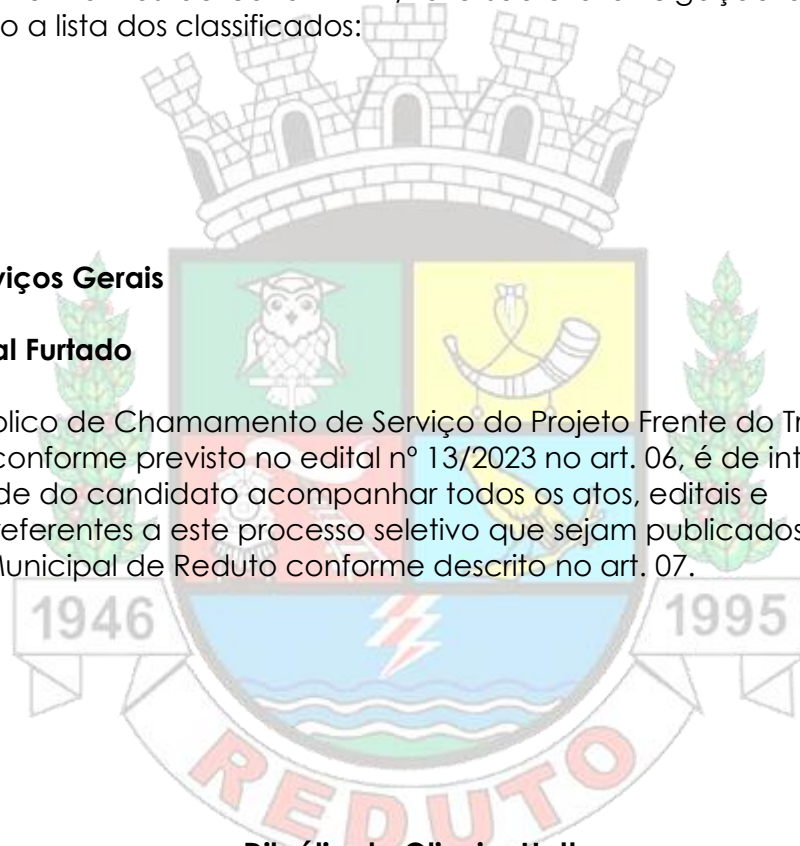 o a lista dos classificados:
viços Gerais
al Furtado
olico de Chamamento de Serviço do Projeto Frente do Tr
conforme previsto no edital nº 13/2023 no art. 06, é de int
de do candidato acompanhar todos os atos, editais e
referentes a este processo seletivo que sejam publicados
Municipal de Reduto conforme descrito no art. 07.
1946
1995
REDUTO